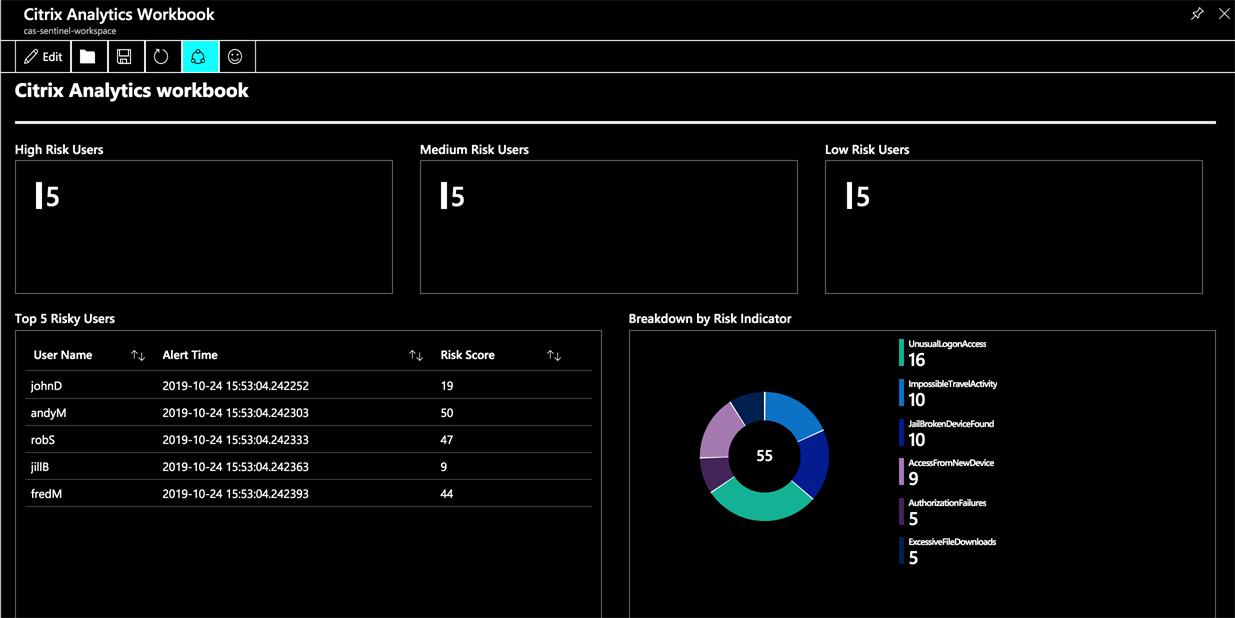 Citrix Analytics Workbook
cas-sentinel-workspace
Edit
Citrix Analytics workbook
High Risk Users
Medium Risk Users
Low Risk Users
5
5
5
Top 5 Risky Users
Breakdown by Risk Indicator
User Name Alert Time Risk Score
johnD 2019-10-24 15:53:04.242252 19
andyM 2019-10-24 15:53:04.242303 50
robS 2019-10-24 15:53:04.242333 47
jillB 2019-10-24 15:53:04.242363 9
fredM 2019-10-24 15:53:04.242393 44
55
UnusualLogonAccess
16
ImpossibleTravelActivity
10
JailBrokenDeviceFound
10
AccessFromNewDevice
9
AuthorizationFailures
5
ExcessiveFileDownloads
5